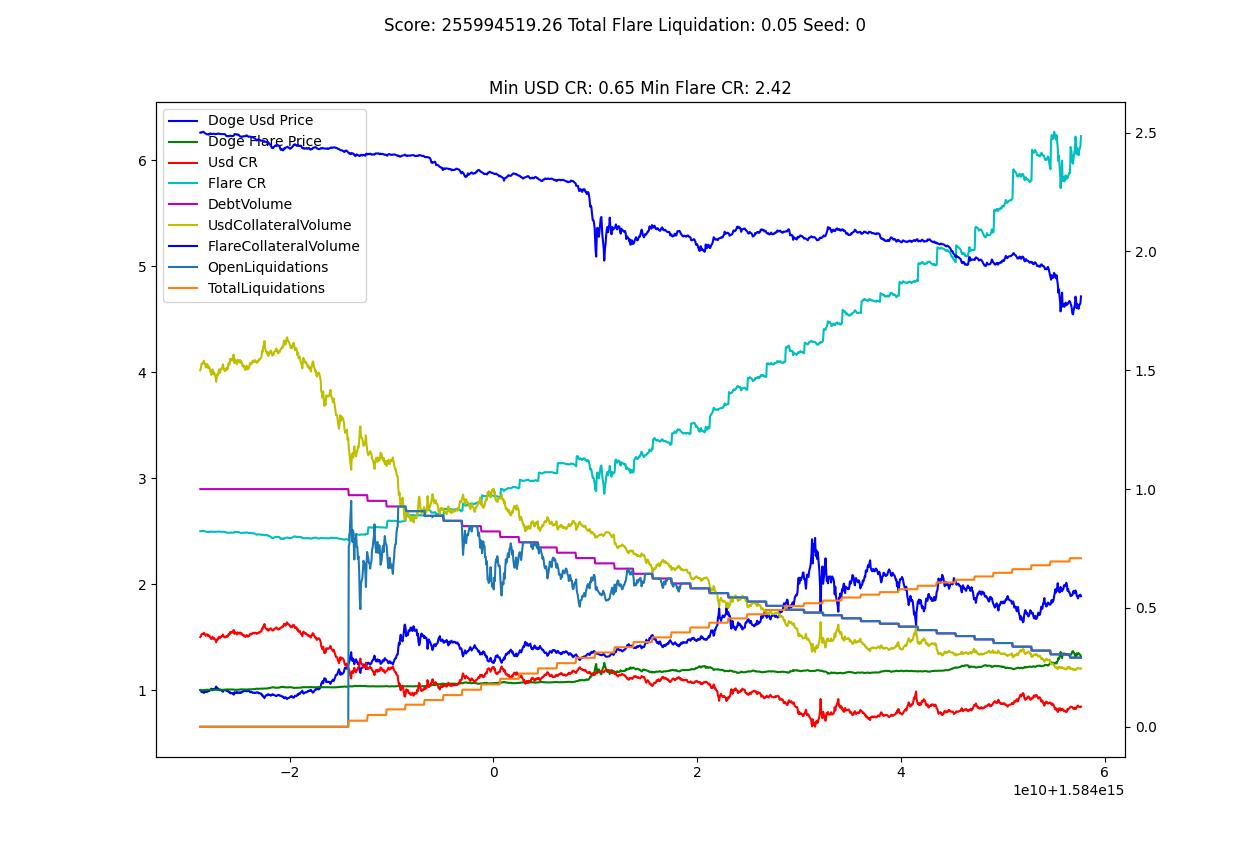 Score: 255994519.26 Total Flare Liquidation: 0.05 Seed: 0
Min USD CR: 0.65 Min Flare CR: 2.42
Doge Usd Price
Doge Flare Price
Usd CR
Flare CR
DebtVolume
UsdCollateralVolume
FlareCollateralVolume
OpenLiquidations
TotalLiquidations
6
5
4
3
2
1
2.5
2.0
1.5
1.0
0.5
0.0
−2
0
2
4
6
1e10+1.584e15